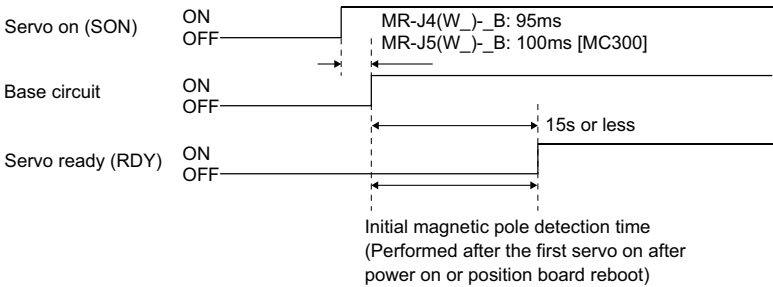 Servo on (SON)
ON
OFF
MR-J4(W_)-_B: 95ms
MR-J5(W_)-_B: 100ms [MC300]
Base circuit
ON
OFF
15s or less
Servo ready (RDY)
ON
OFF
Initial magnetic pole detection time
(Performed after the first servo on after
power on or position board reboot)